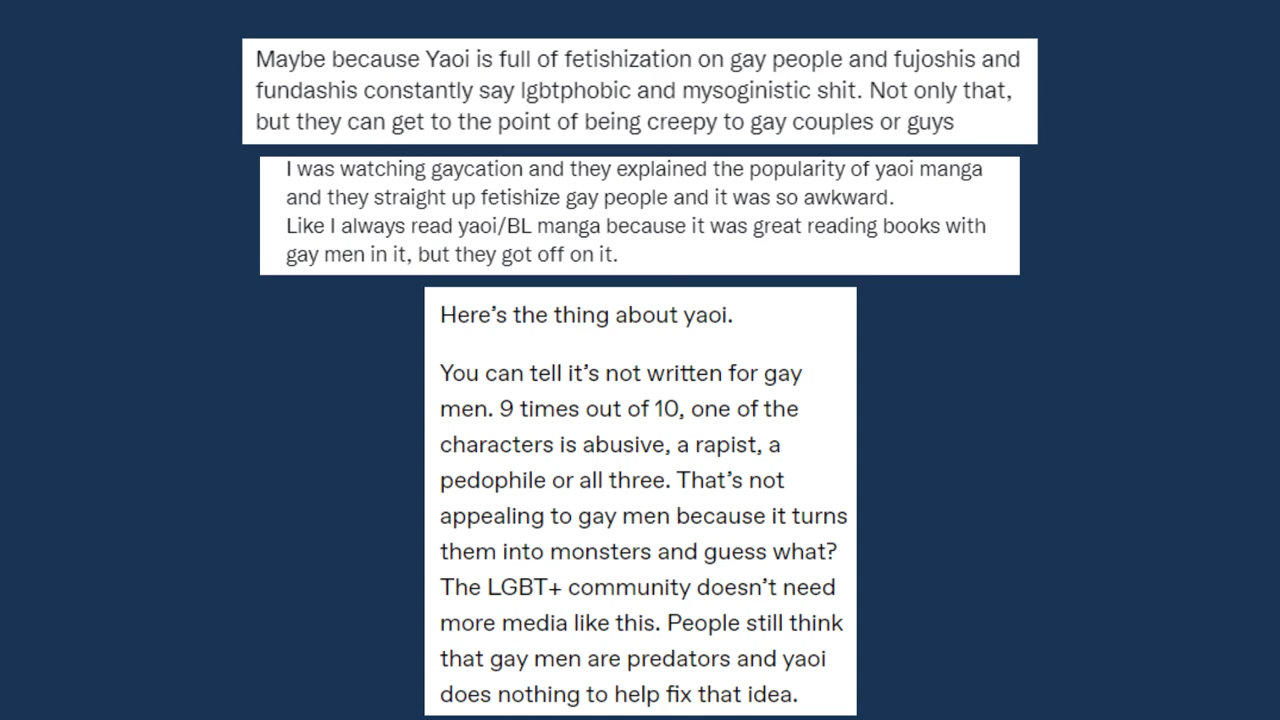 Maybe because Yaoi is full of fetishization on gay people and fujoshis and
fundashis constantly say lgbtphobic and mysoginistic shit. Not only that,
but they can get to the point of being creepy to gay couples or guys
I was watching gaycation and they explained the popularity of yaoi manga
and they straight up fetishize gay people and it was so awkward.
Like I always read yaoi/BL manga because it was great reading books with
gay men in it, but they got off on it.
Here’s the thing about yaoi.
You can tell it’s not written for gay
men. 9 times out of 10, one of the
characters is abusive, a rapist, a
pedophile or all three. That’s not
appealing to gay men because it turns
them into monsters and guess what?
The LGBT+ community doesn’t need
more media like this. People still think
that gay men are predators and yaoi
does nothing to help fix that idea.